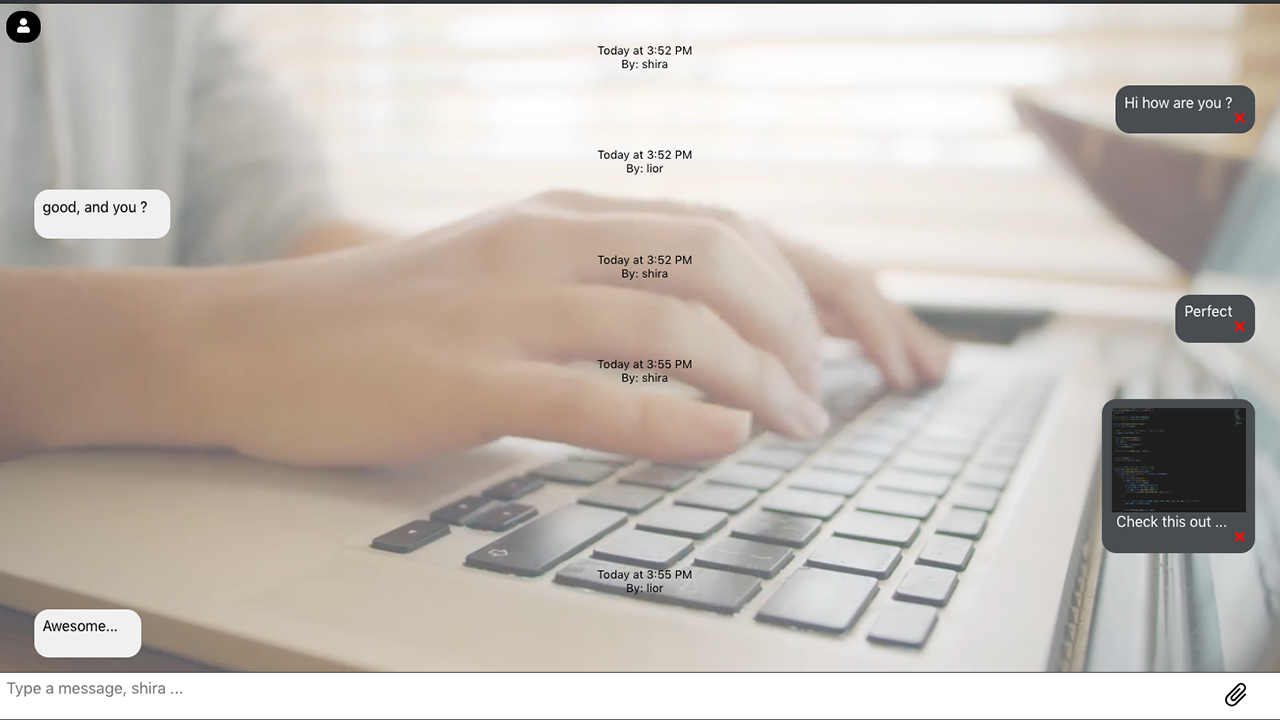 Today at 3:52 PM
By: shira
Hi how are you ?
Today at 3:52 PM
By: lior
good, and you ?
Today at 3:52 PM
By: shira
Perfect
Today at 3:55 PM
By: shira
Check this out ...
Today at 3:55 PM
By: lior
Awesome...
Type a message, shira ...